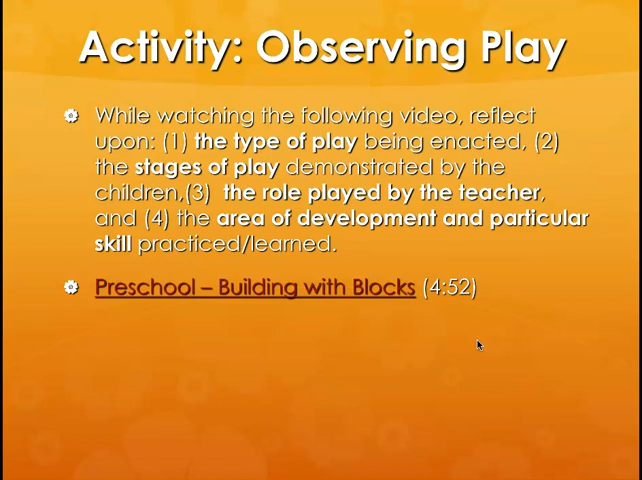 Activity: Observing Play
While watching the following video, reflect
upon: (1) the type of play being enacted, (2)
the stages of play demonstrated by the
children,(3) the role played by the teacher,
and (4) the area of development and particular
skill practiced/learned.
Preschool – Building with Blocks (4:52)